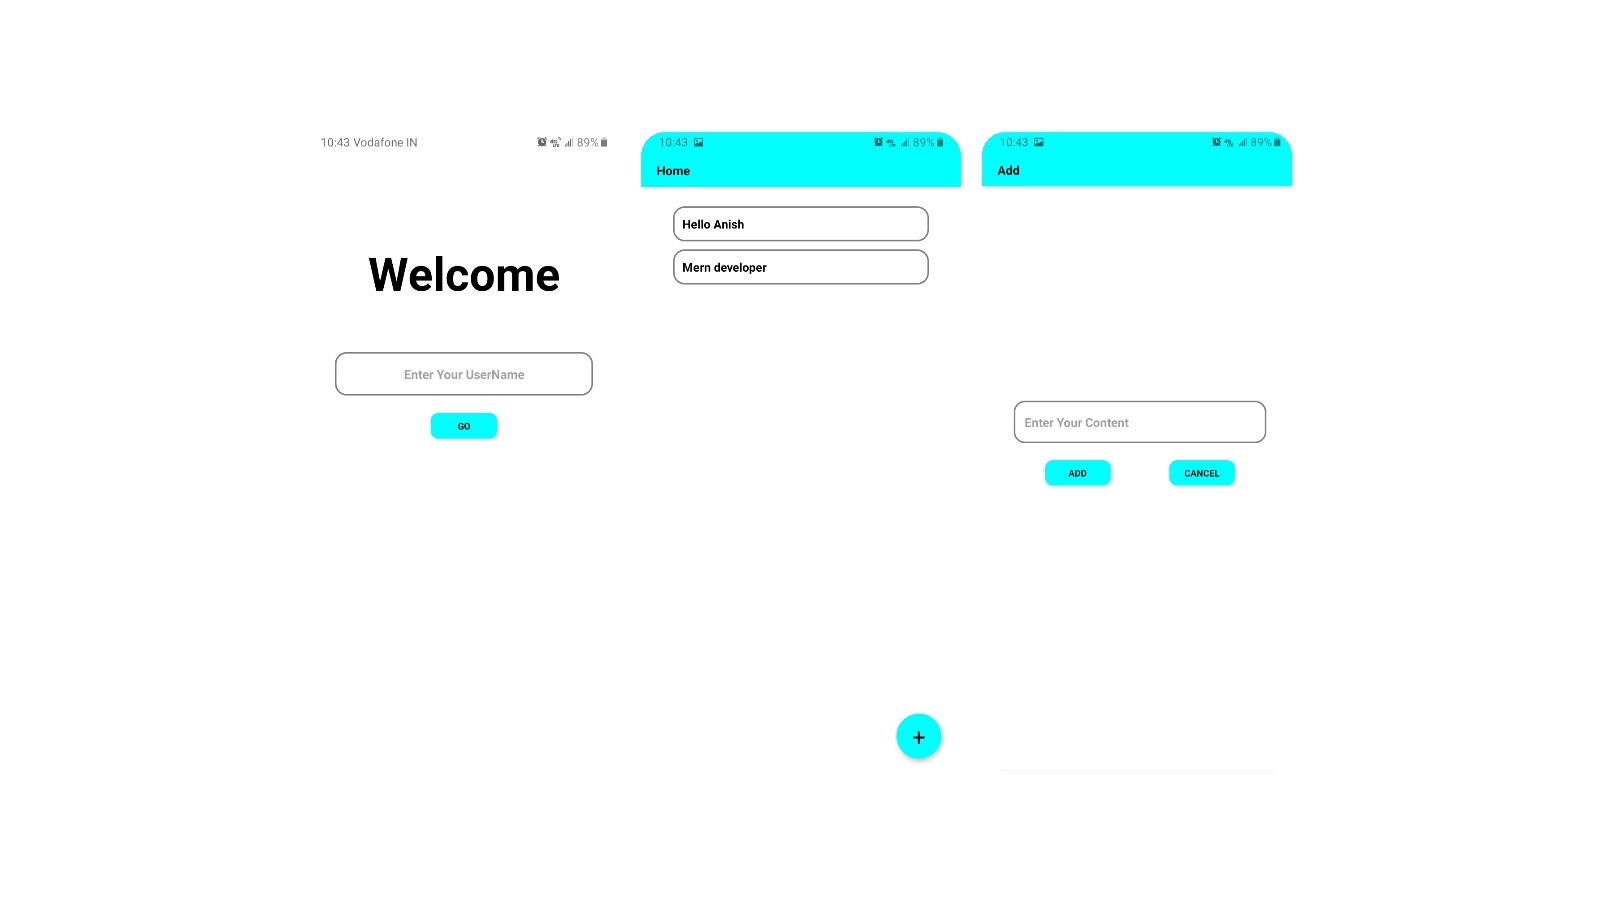 10:43 Vodafone IN 89%
Welcome
Enter Your UserName
GO
10:43 89%
Home
Hello Anish
Mern developer
+
10:43 89%
Add
Enter Your Content
ADD CANCEL